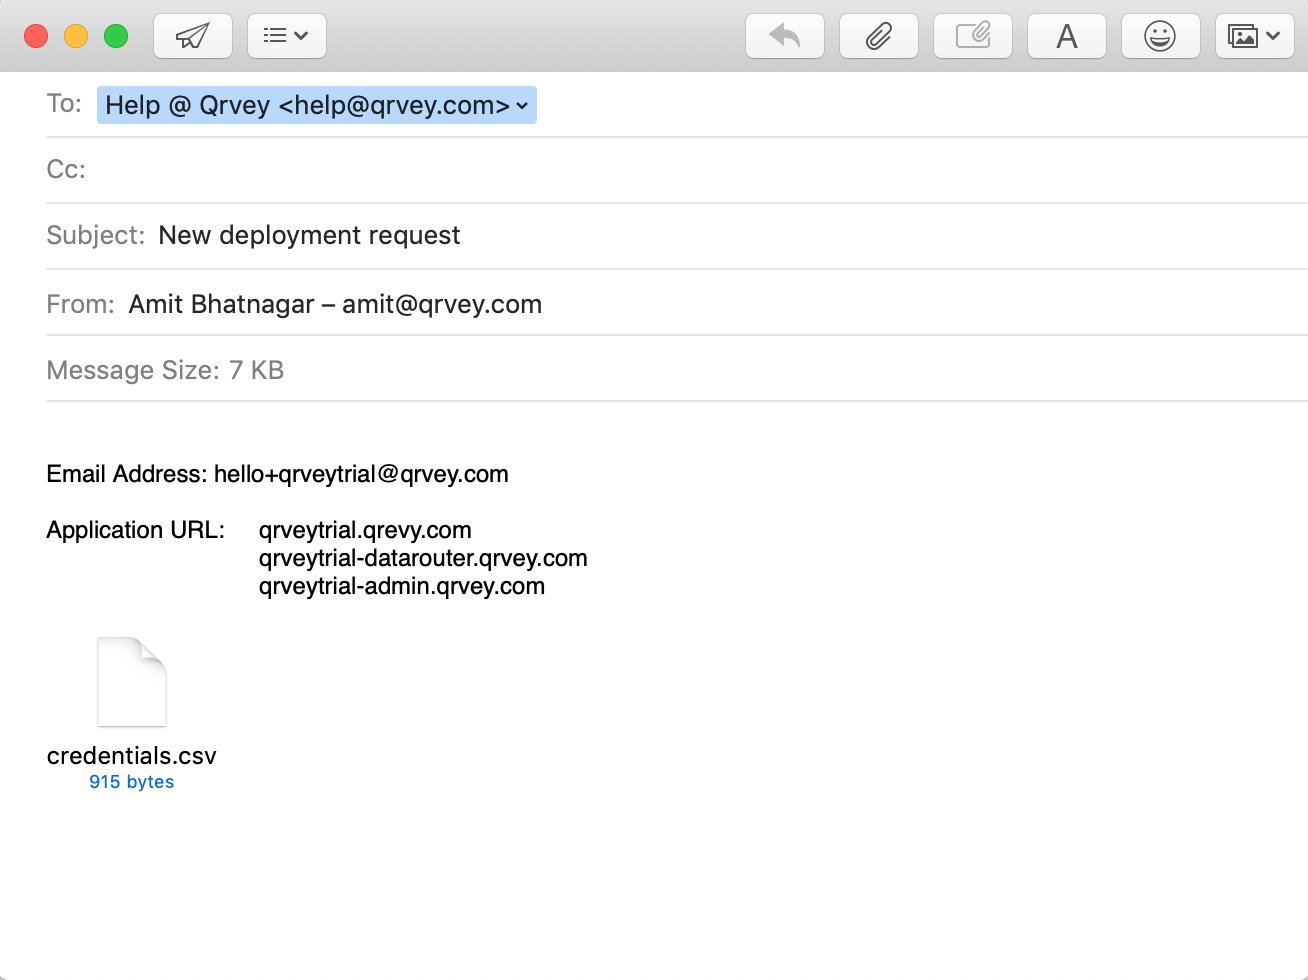 To: Help @ Qrvey <help@qrvey.com>
Cc:
Subject: New deployment request
From: Amit Bhatnagar – amit@qrvey.com
Message Size: 7 KB
Email Address: hello+qrveytrial@qrvey.com
Application URL: qrveytrial.qrevy.com
qrveytrial-datarouter.qrvey.com
qrveytrial-admin.qrvey.com
credentials.csv
915 bytes